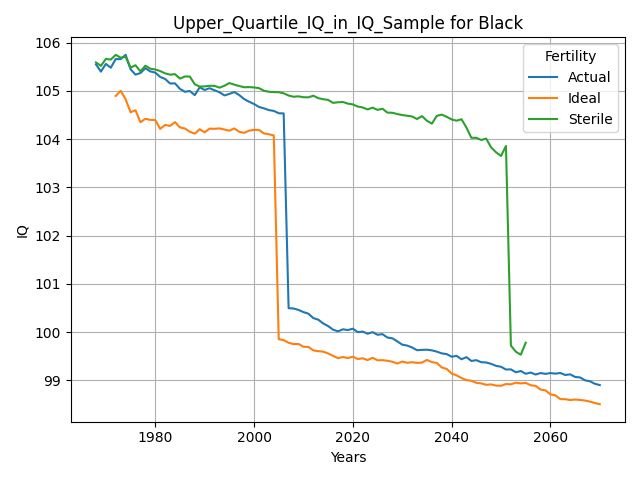 Upper_Quartile_IQ_in_IQ_Sample for Black
Fertility
Actual
Ideal
Sterile
IQ
106
105
104
103
102
101
100
99
1980
2000
2020
2040
2060
Years